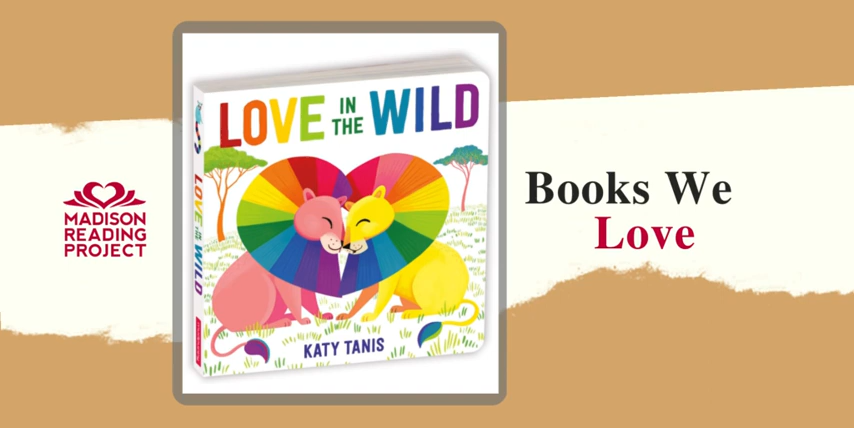 LOVE IN THE WILD
LOVE IN THE WILD
KATY TANIS
MADISON
READING
PROJECT
Books We
Love